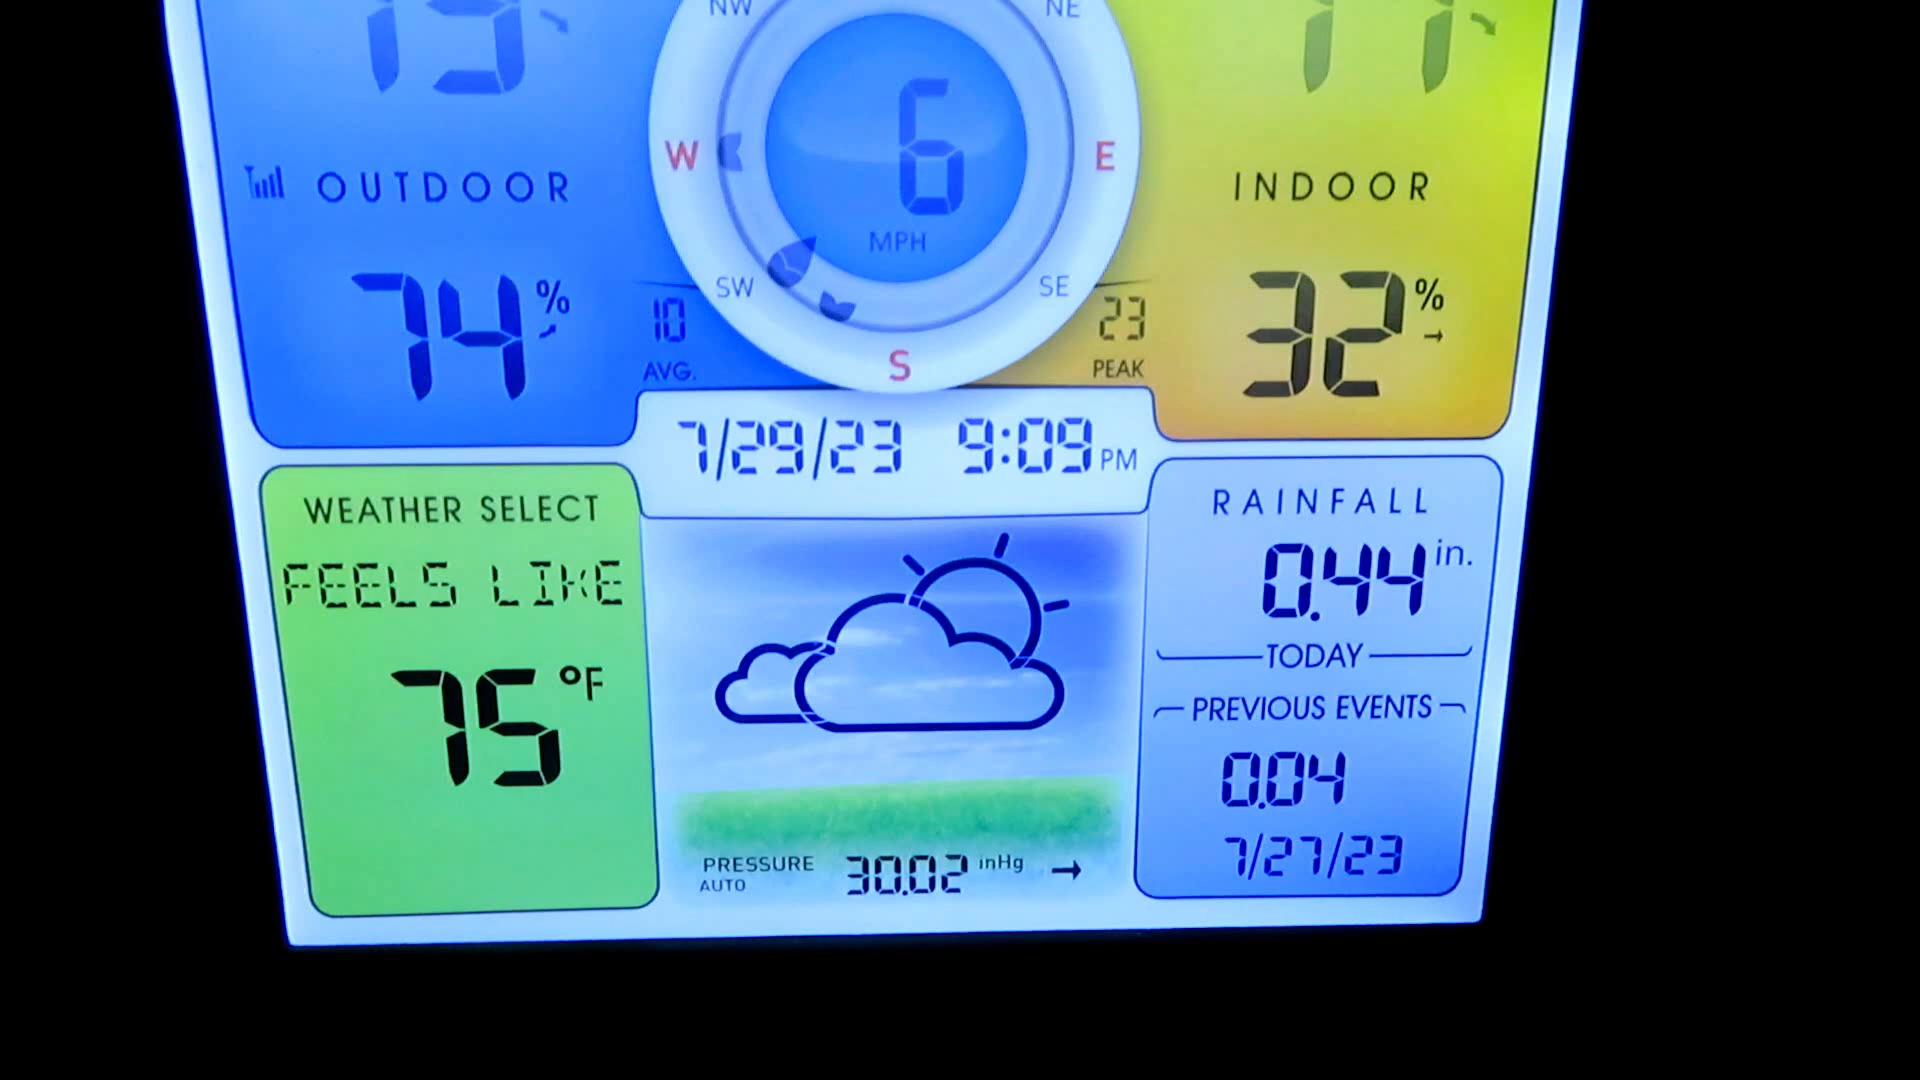 NW NE
W 6 E
MPH
OUTDOOR
INDOOR
74 %
SW SE
10
AVG.
23
PEAK
32 %
S
7/29/23 9:09 PM
WEATHER SELECT
FEELS LIKE
75 °F
RAINFALL
0.44 in.
TODAY
PREVIOUS EVENTS
0.04
7/27/23
PRESSURE 30.02 inHg
AUTO